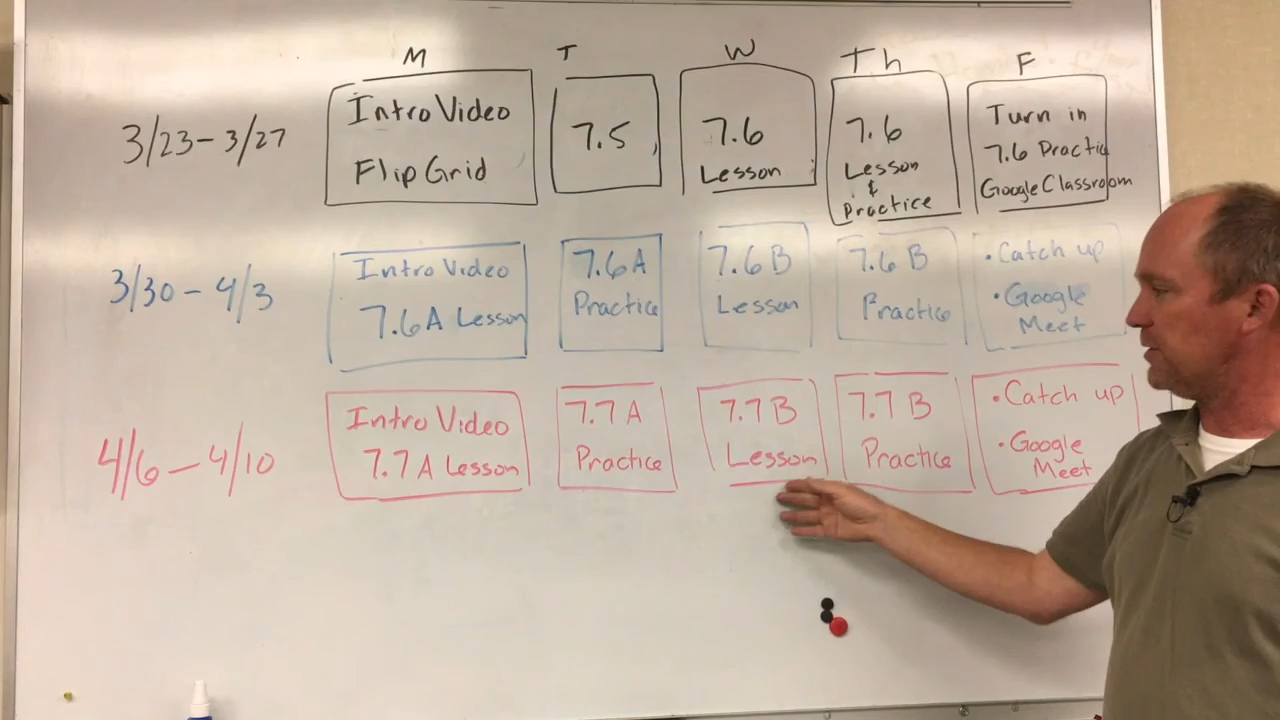 M T W Th F
3/23 - 3/27
Intro Video
FlipGrid
7.5
7.6
Lesson
7.6
Lesson
&
Practice
Turn in
7.6 Practic
Google Classroom
3/30 - 4/3
Intro Video
7.6A Lesson
7.6A
Practice
7.6B
Lesson
7.6B
Practice
• Catch up
• Google
Meet
4/6 - 4/10
Intro Video
7.7A Lesson
7.7A
Practice
7.7B
Lesson
7.7B
Practice
• Catch up
• Google
Meet